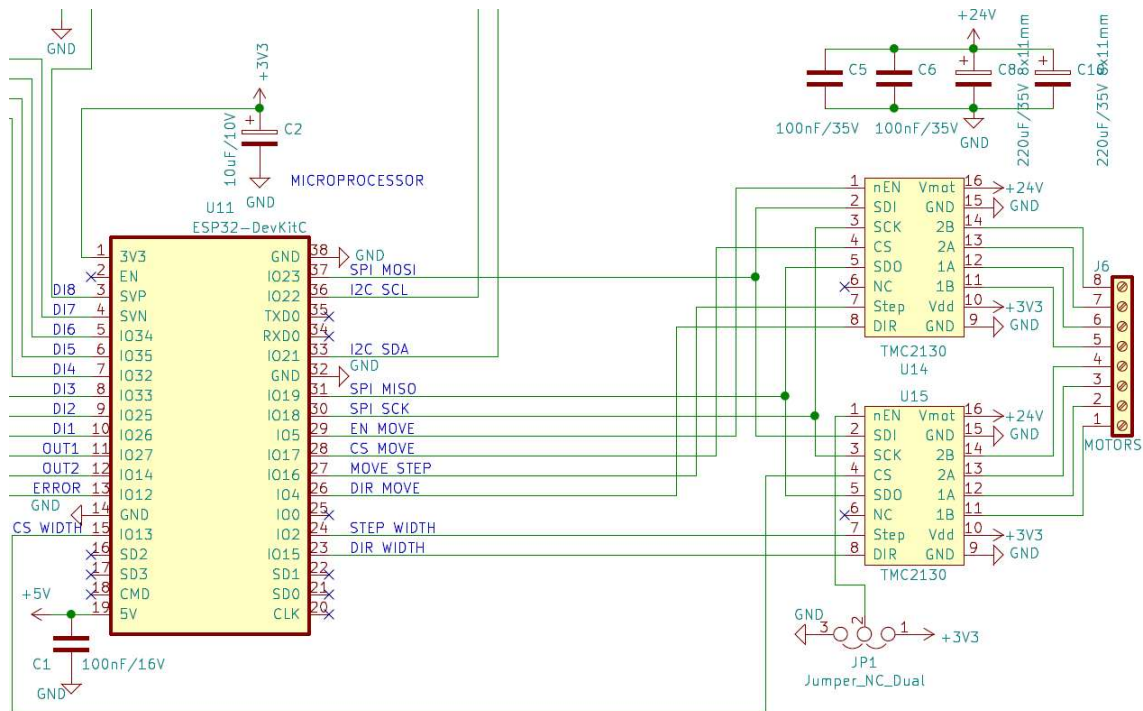 GND
+3V3
10uF/10V
C2
GND
MICROPROCESSOR
U11
ESP32-DevKitC
1 3V3 GND 38 GND
2 EN IO23 37 SPI MOSI
DI8 3 SVP IO22 36 I2C SCL
DI7 4 SVN TXD0 35
DI6 5 IO34 RXD0 34
DI5 6 IO35 IO21 33 I2C SDA
DI4 7 IO32 GND 32 GND
DI3 8 IO33 IO19 31 SPI MISO
DI2 9 IO25 IO18 30 SPI SCK
DI1 10 IO26 IO5 29 EN MOVE
OUT1 11 IO27 IO17 28 CS MOVE
OUT2 12 IO14 IO16 27 MOVE STEP
ERROR 13 IO12 IO4 26 DIR MOVE
GND 14 GND IO0 25
CS WIDTH 15 IO13 IO2 24 STEP WIDTH
16 SD2 IO15 23 DIR WIDTH
17 SD3 SD1 22
18 CMD SD0 21
+5V 19 5V CLK 20
C1 100nF/16V
GND
+24V
C5 C6 C8 C10
100nF/35V 100nF/35V
GND
220uF/35V 8x11mm
220uF/35V 8x11mm
1 nEN Vmot 16 +24V
2 SDI GND 15 GND
3 SCK 2B 14
4 CS 2A 13
5 SDO 1A 12
6 NC 1B 11
7 Step Vdd 10 +3V3
8 DIR GND 9 GND
TMC2130
U14
U15
1 nEN Vmot 16 +24V
2 SDI GND 15 GND
3 SCK 2B 14
4 CS 2A 13
5 SDO 1A 12
6 NC 1B 11
7 Step Vdd 10 +3V3
8 DIR GND 9 GND
TMC2130
J6
8
7
6
5
4
3
2
1
MOTORS
GND 3 2 1 +3V3
JP1
Jumper_NC_Dual